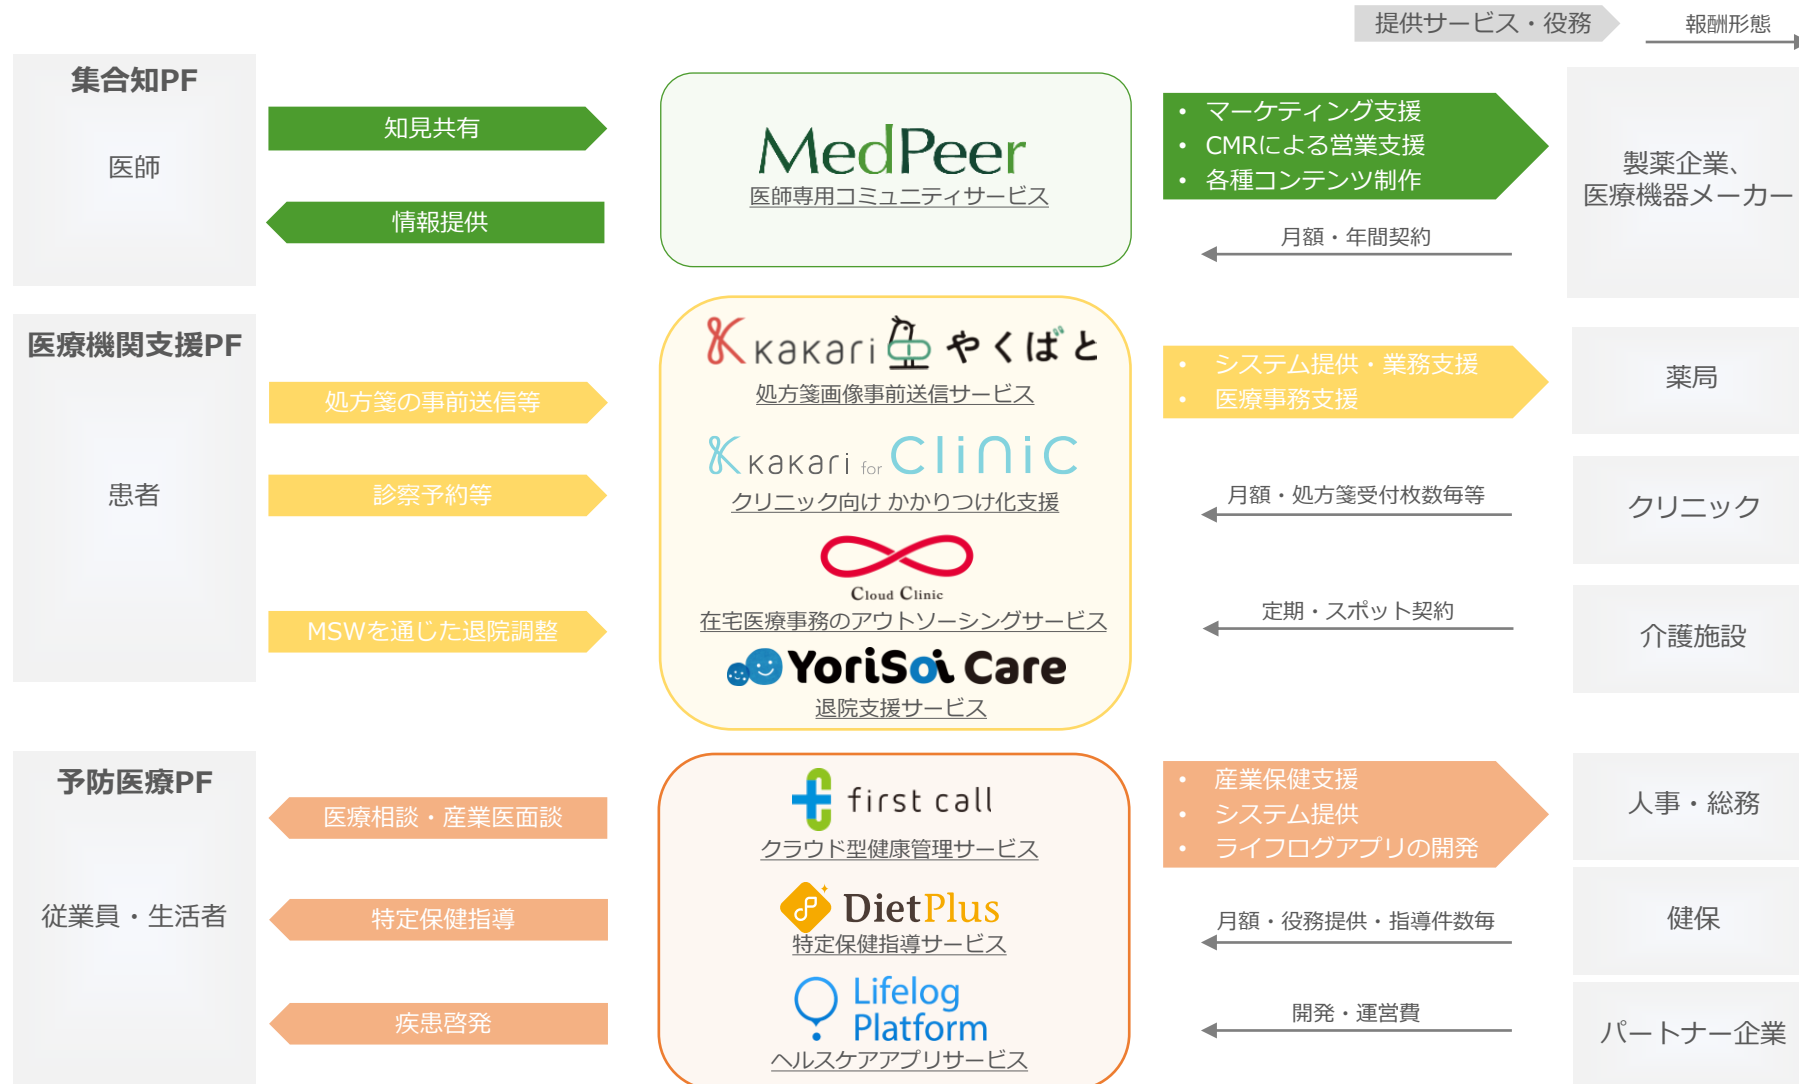 提供サービス・役務
報酬形態
集合知PF
医師
知見共有
情報提供
MedPeer
医師専用コミュニティサービス
• マーケティング支援
• CMRによる営業支援
• 各種コンテンツ制作
月額・年間契約
製薬企業、
医療機器メーカー
医療機関支援PF
患者
処方箋の事前送信等
診察予約等
MSWを通じた退院調整
kakari やくばと
処方箋画像事前送信サービス
kakari for CliniC
クリニック向け かかりつけ化支援
Cloud Clinic
在宅医療事務のアウトソーシングサービス
YoriSoi Care
退院支援サービス
• システム提供・業務支援
• 医療事務支援
月額・処方箋受付枚数毎等
定期・スポット契約
薬局
クリニック
介護施設
予防医療PF
従業員・生活者
医療相談・産業医面談
特定保健指導
疾患啓発
first call
クラウド型健康管理サービス
DietPlus
特定保健指導サービス
Lifelog
Platform
ヘルスケアアプリサービス
• 産業保健支援
• システム提供
• ライフログアプリの開発
月額・役務提供・指導件数毎
開発・運営費
人事・総務
健保
パートナー企業